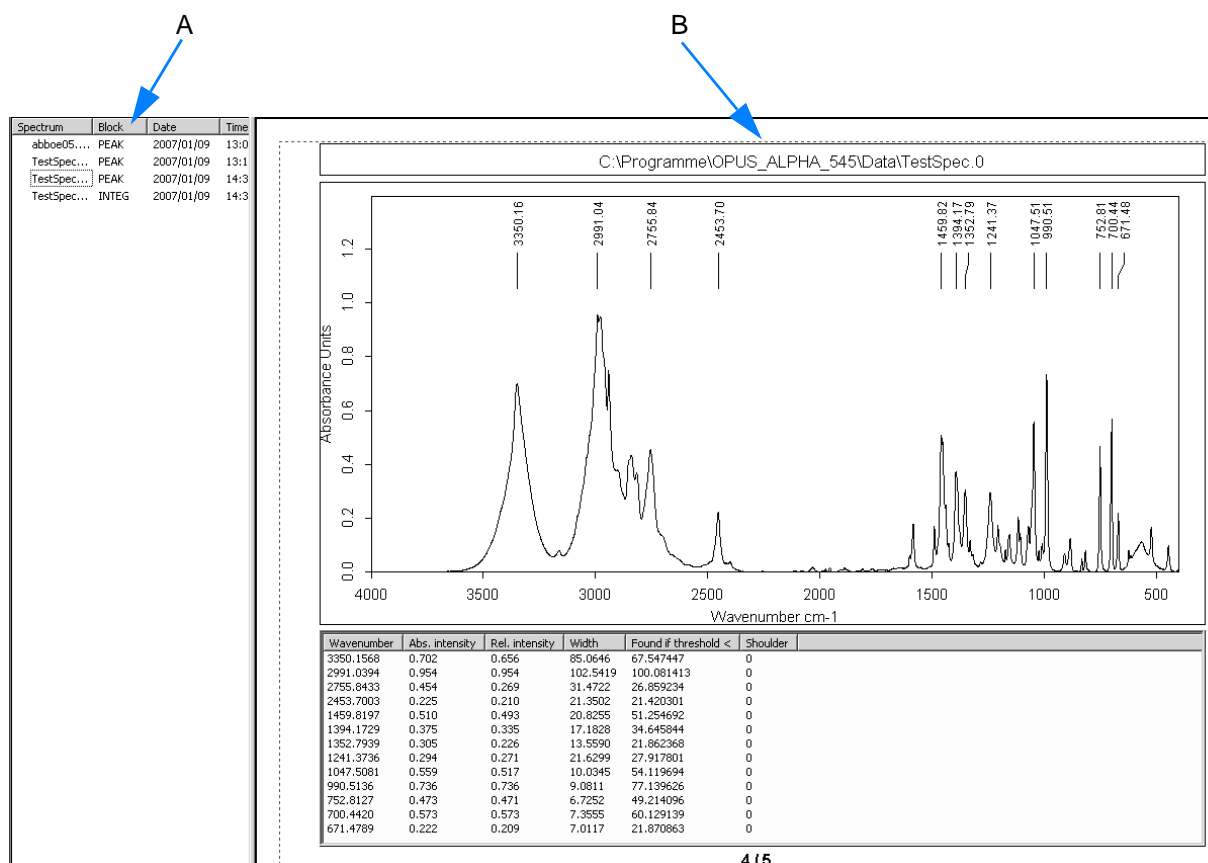 A B
Spectrum Block Date Time
abboe05.... PEAK 2007/01/09 13:0
TestSpec... PEAK 2007/01/09 13:1
TestSpec... PEAK 2007/01/09 14:3
TestSpec... INTEG 2007/01/09 14:3
C:\Programme\OPUS_ALPHA_545\Data\TestSpec.0
3350.16 2991.04 2755.84 2453.70 1459.82 1394.17 1352.79 1241.37 1047.51 990.51 752.81 700.44 671.48
Absorbance Units
1.2
1.0
0.8
0.6
0.4
0.2
0.0
4000 3500 3000 2500 2000 1500 1000 500
Wavenumber cm-1
Wavenumber Abs. intensity Rel. intensity Width Found if threshold < Shoulder
3350.1568 0.702 0.656 85.0646 67.547447 0
2991.0394 0.954 0.954 102.5419 100.081413 0
2755.8433 0.454 0.269 31.4722 26.859234 0
2453.7003 0.225 0.210 21.3502 21.420301 0
1459.8197 0.510 0.493 20.8255 51.254692 0
1394.1729 0.375 0.335 17.1828 34.645844 0
1352.7939 0.305 0.226 13.5590 21.862368 0
1241.3736 0.294 0.271 21.6299 27.917801 0
1047.5081 0.559 0.517 10.0345 54.119694 0
990.5136 0.736 0.736 9.0811 77.139626 0
752.8127 0.473 0.471 6.7252 49.214096 0
700.4420 0.573 0.573 7.3555 60.129139 0
671.4789 0.222 0.209 7.0117 21.870863 0
4 / 5